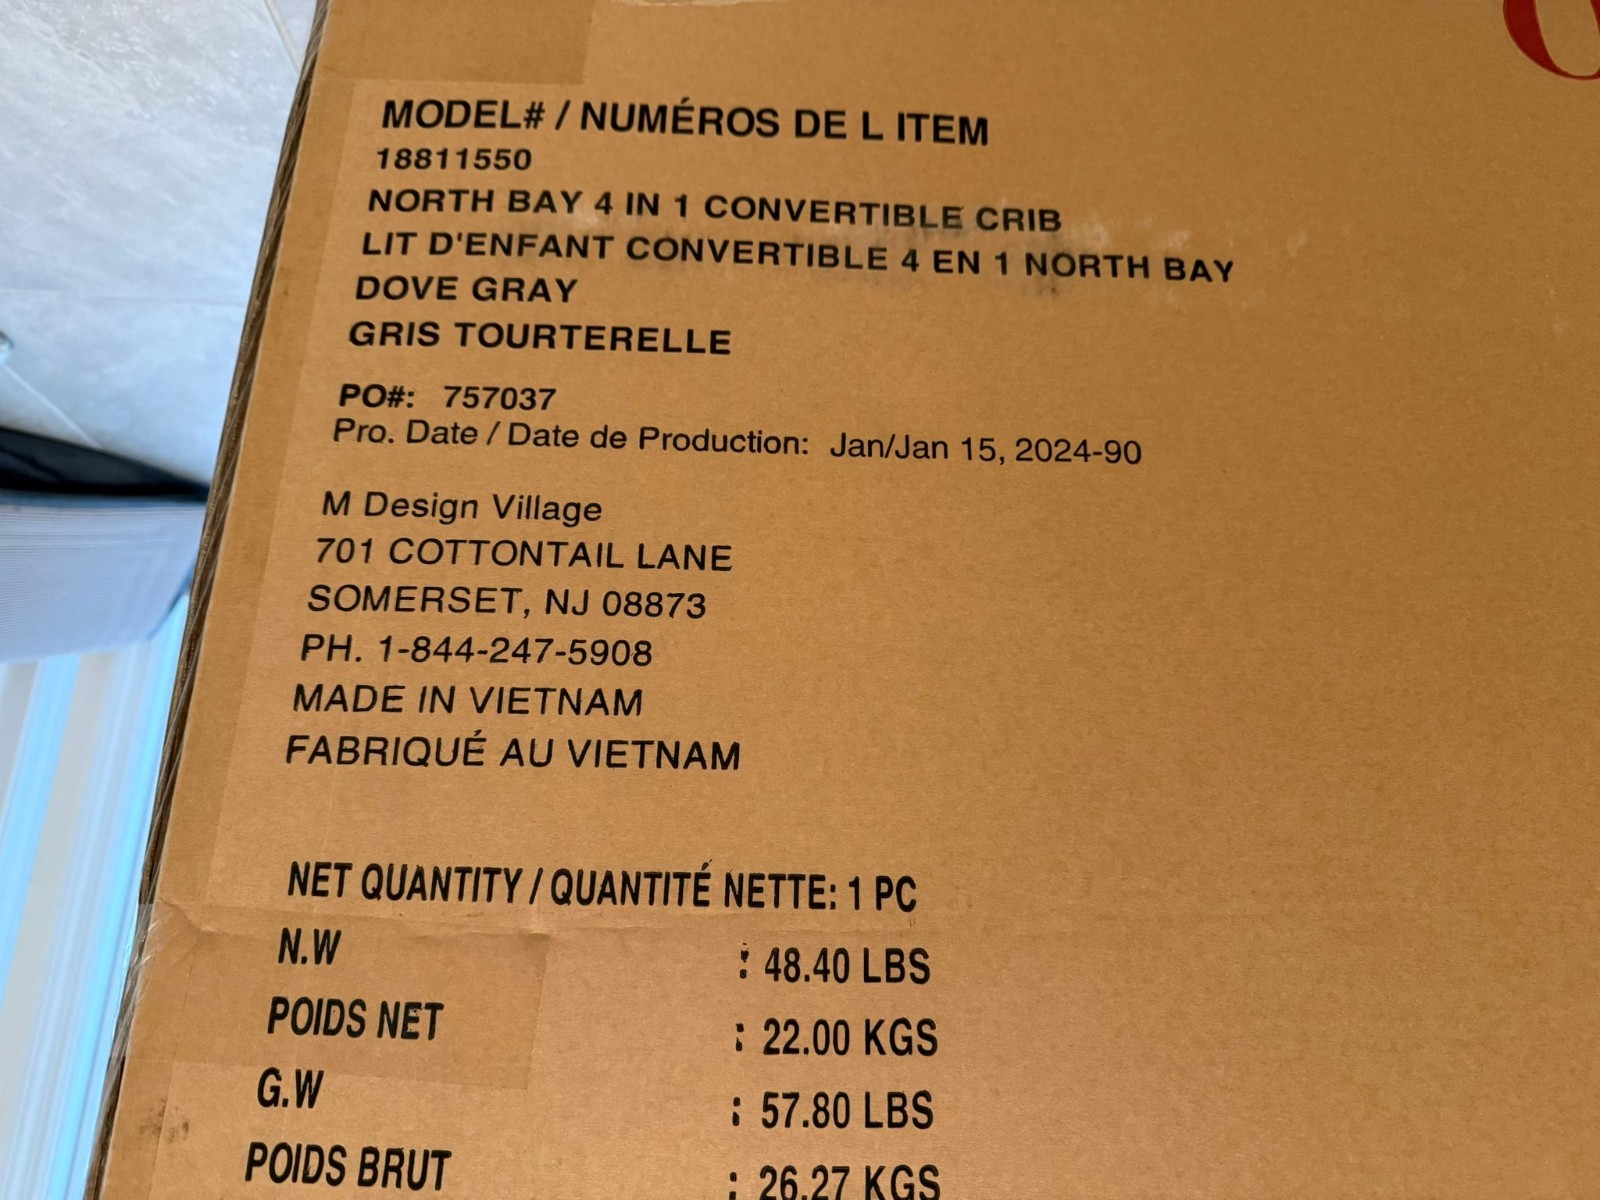 MODEL# / NUMÉROS DE L ITEM
18811550
NORTH BAY 4 IN 1 CONVERTIBLE CRIB
LIT D'ENFANT CONVERTIBLE 4 EN 1 NORTH BAY
DOVE GRAY
GRIS TOURTERELLE
PO#: 757037
Pro. Date / Date de Production: Jan/Jan 15, 2024-90
M Design Village
701 COTTONTAIL LANE
SOMERSET, NJ 08873
PH. 1-844-247-5908
MADE IN VIETNAM
FABRIQUÉ AU VIETNAM
NET QUANTITY / QUANTITÉ NETTE: 1 PC
N.W : 48.40 LBS
POIDS NET : 22.00 KGS
G.W : 57.80 LBS
POIDS BRUT : 26.27 KGS